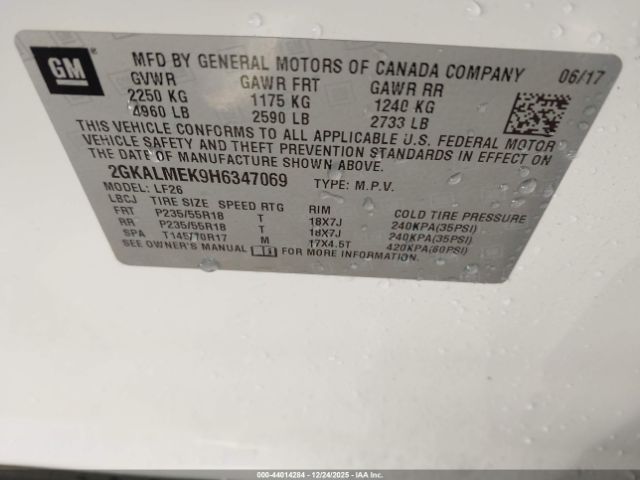 GM
MFD BY GENERAL MOTORS OF CANADA COMPANY 06/17
GVWR GAWR FRT GAWR RR
2250 KG 1175 KG 1240 KG
4960 LB 2590 LB 2733 LB
THIS VEHICLE CONFORMS TO ALL APPLICABLE U.S. FEDERAL MOTOR
VEHICLE SAFETY AND THEFT PREVENTION STANDARDS IN EFFECT ON
THE DATE OF MANUFACTURE SHOWN ABOVE.
2GKALMEK9H6347069 TYPE: M.P.V.
MODEL: LF26
LBCJ TIRE SIZE SPEED RTG RIM COLD TIRE PRESSURE
FRT P235/55R18 T 18X7J 240KPA(35PSI)
RR P235/55R18 T 18X7J 240KPA(35PSI)
SPA T145/70R17 M 17X4.5T 420KPA(60PSI)
SEE OWNER'S MANUAL FOR ADDITIONAL INFORMATION.
000-44014284 - 12/24/2025 - IAAI.COM